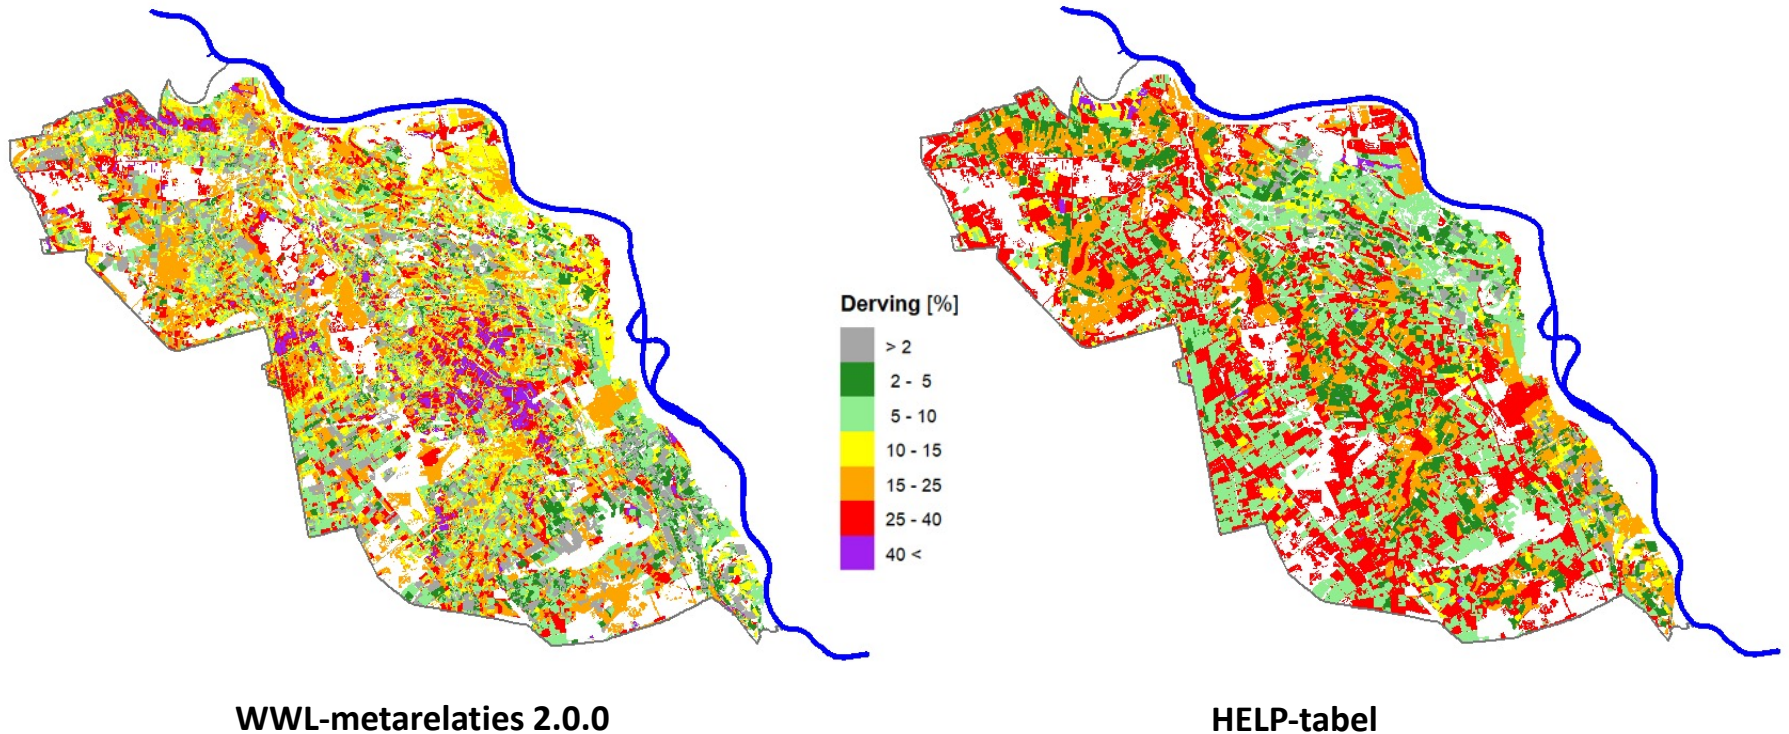 Derving [%]
> 2
2 - 5
5 - 10
10 - 15
15 - 25
25 - 40
40 <
WWL-metarelaties 2.0.0
HELP-tabel